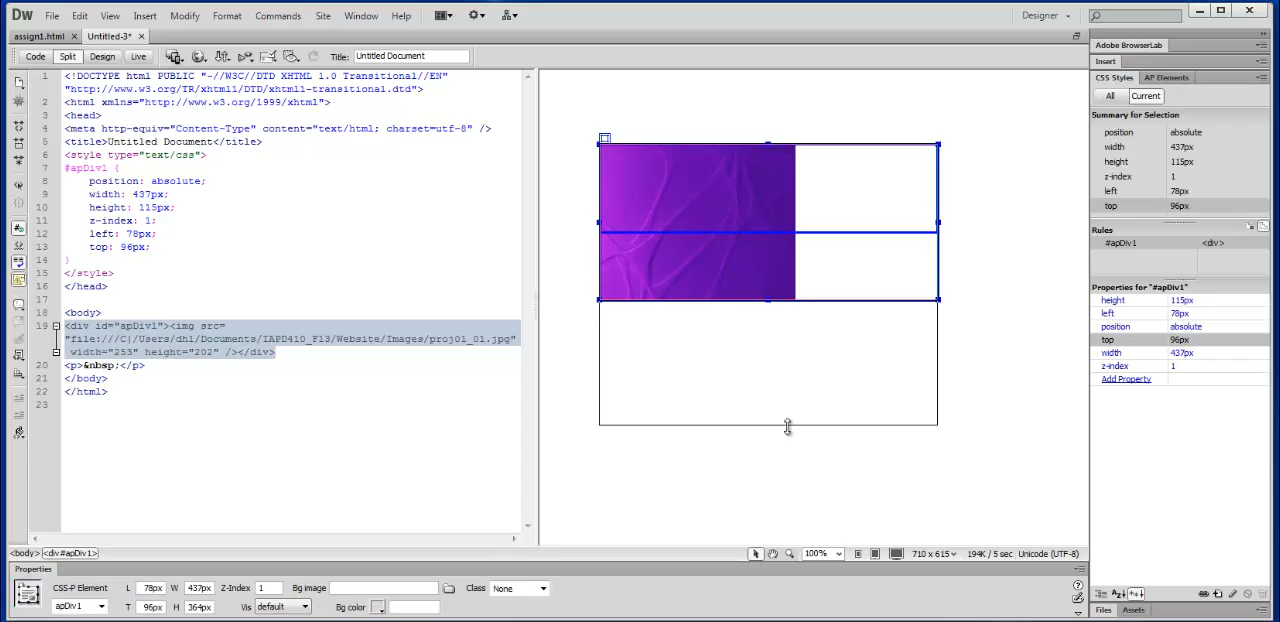 Dw File Edit View Insert Modify Format Commands Site Window Help Designer
assign1.html × Untitled-3* ×
Code Split Design Live Title: Untitled Document
1 <!DOCTYPE html PUBLIC "-//W3C//DTD XHTML 1.0 Transitional//EN"
"http://www.w3.org/TR/xhtml1/DTD/xhtml1-transitional.dtd">
2 <html xmlns="http://www.w3.org/1999/xhtml">
3 <head>
4 <meta http-equiv="Content-Type" content="text/html; charset=utf-8" />
5 <title>Untitled Document</title>
6 <style type="text/css">
7 #apDiv1 {
8 position: absolute;
9 width: 437px;
10 height: 115px;
11 z-index: 1;
12 left: 78px;
13 top: 96px;
14 }
15 </style>
16 </head>
17
18 <body>
19 <div id="apDiv1"><img src=
"file:///C|/Users/dhl/Documents/IAPD410_F13/Website/Images/proj01_01.jpg"
width="253" height="202" /></div>
20 <p>&nbsp;</p>
21 </body>
22 </html>
23
<body> <div#apDiv1>
100% 710 x 615 194K / 5 sec Unicode (UTF-8)
Adobe BrowserLab
Insert
CSS Styles AP Elements
All Current
Summary for Selection
position absolute
width 437px
height 115px
z-index 1
left 78px
top 96px
Rules
#apDiv1 <div>
Properties for "#apDiv1"
height 115px
left 78px
position absolute
top 96px
width 437px
z-index 1
Add Property
Files Assets
Properties
CSS-P Element L 78px W 437px Z-Index 1 Bg image Class None
apDiv1 T 96px H 364px Vis default Bg color